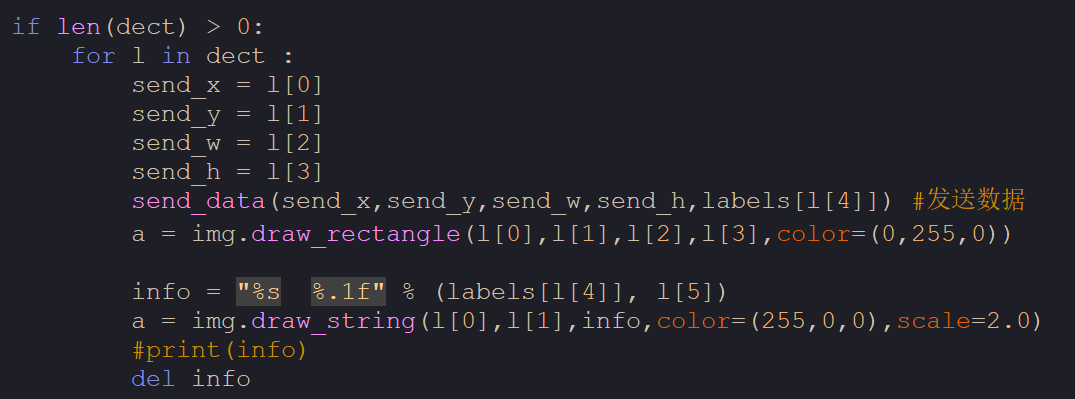 if len(dect) > 0:
    for l in dect :
        send_x = l[0]
        send_y = l[1]
        send_w = l[2]
        send_h = l[3]
        send_data(send_x,send_y,send_w,send_h,labels[l[4]]) #发送数据
        a = img.draw_rectangle(l[0],l[1],l[2],l[3],color=(0,255,0))

        info = "%s  %.1f" % (labels[l[4]], l[5])
        a = img.draw_string(l[0],l[1],info,color=(255,0,0),scale=2.0)
        #print(info)
        del info